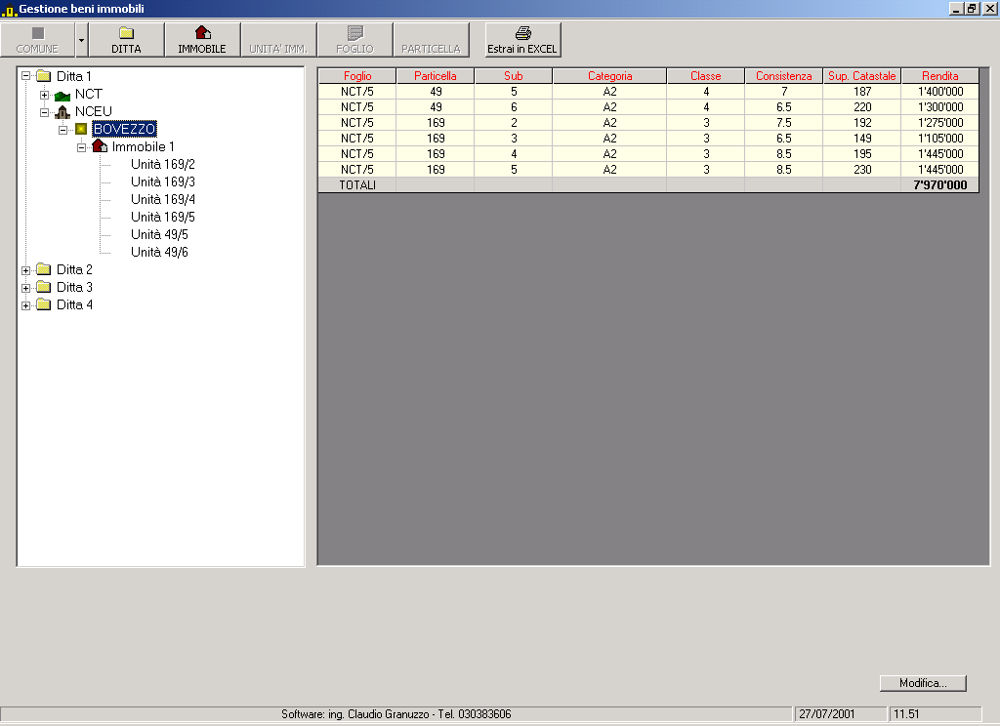 Gestione beni immobili
COMUNE DITTA IMMOBILE UNITA' IMM. FOGLIO PARTICELLA Estrai in EXCEL
Ditta 1
NCT
NCEU
BOVEZZO
Immobile 1
Unità 169/2
Unità 169/3
Unità 169/4
Unità 169/5
Unità 49/5
Unità 49/6
Ditta 2
Ditta 3
Ditta 4
Foglio Particella Sub Categoria Classe Consistenza Sup. Catastale Rendita
NCT/5 49 5 A2 4 7 187 1'400'000
NCT/5 49 6 A2 4 6.5 220 1'300'000
NCT/5 169 2 A2 3 7.5 192 1'275'000
NCT/5 169 3 A2 3 6.5 149 1'105'000
NCT/5 169 4 A2 3 8.5 195 1'445'000
NCT/5 169 5 A2 3 8.5 230 1'445'000
TOTALI 7'970'000
Modifica...
Software: ing. Claudio Granuzzo - Tel. 030383606 27/07/2001 11.51